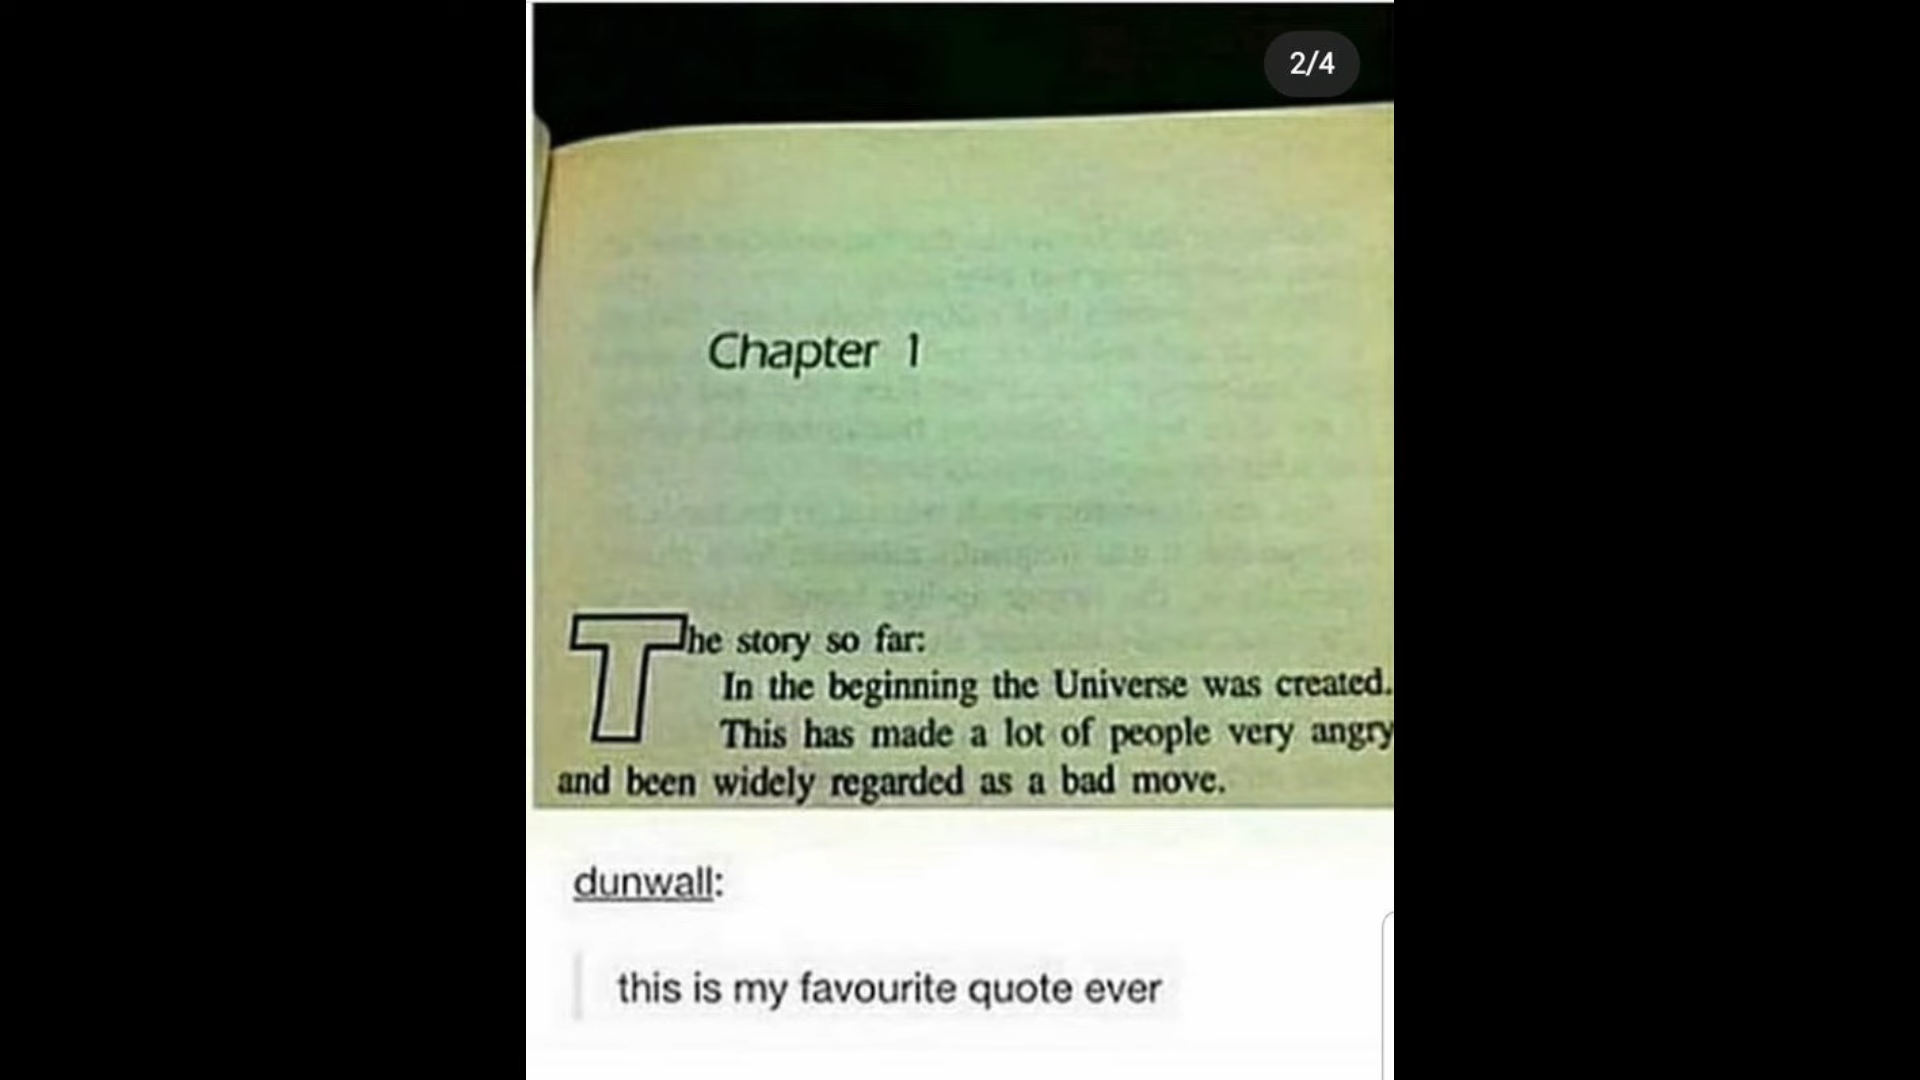 2/4
Chapter 1
The story so far:
In the beginning the Universe was created.
This has made a lot of people very angry
and been widely regarded as a bad move.
dunwall:
this is my favourite quote ever